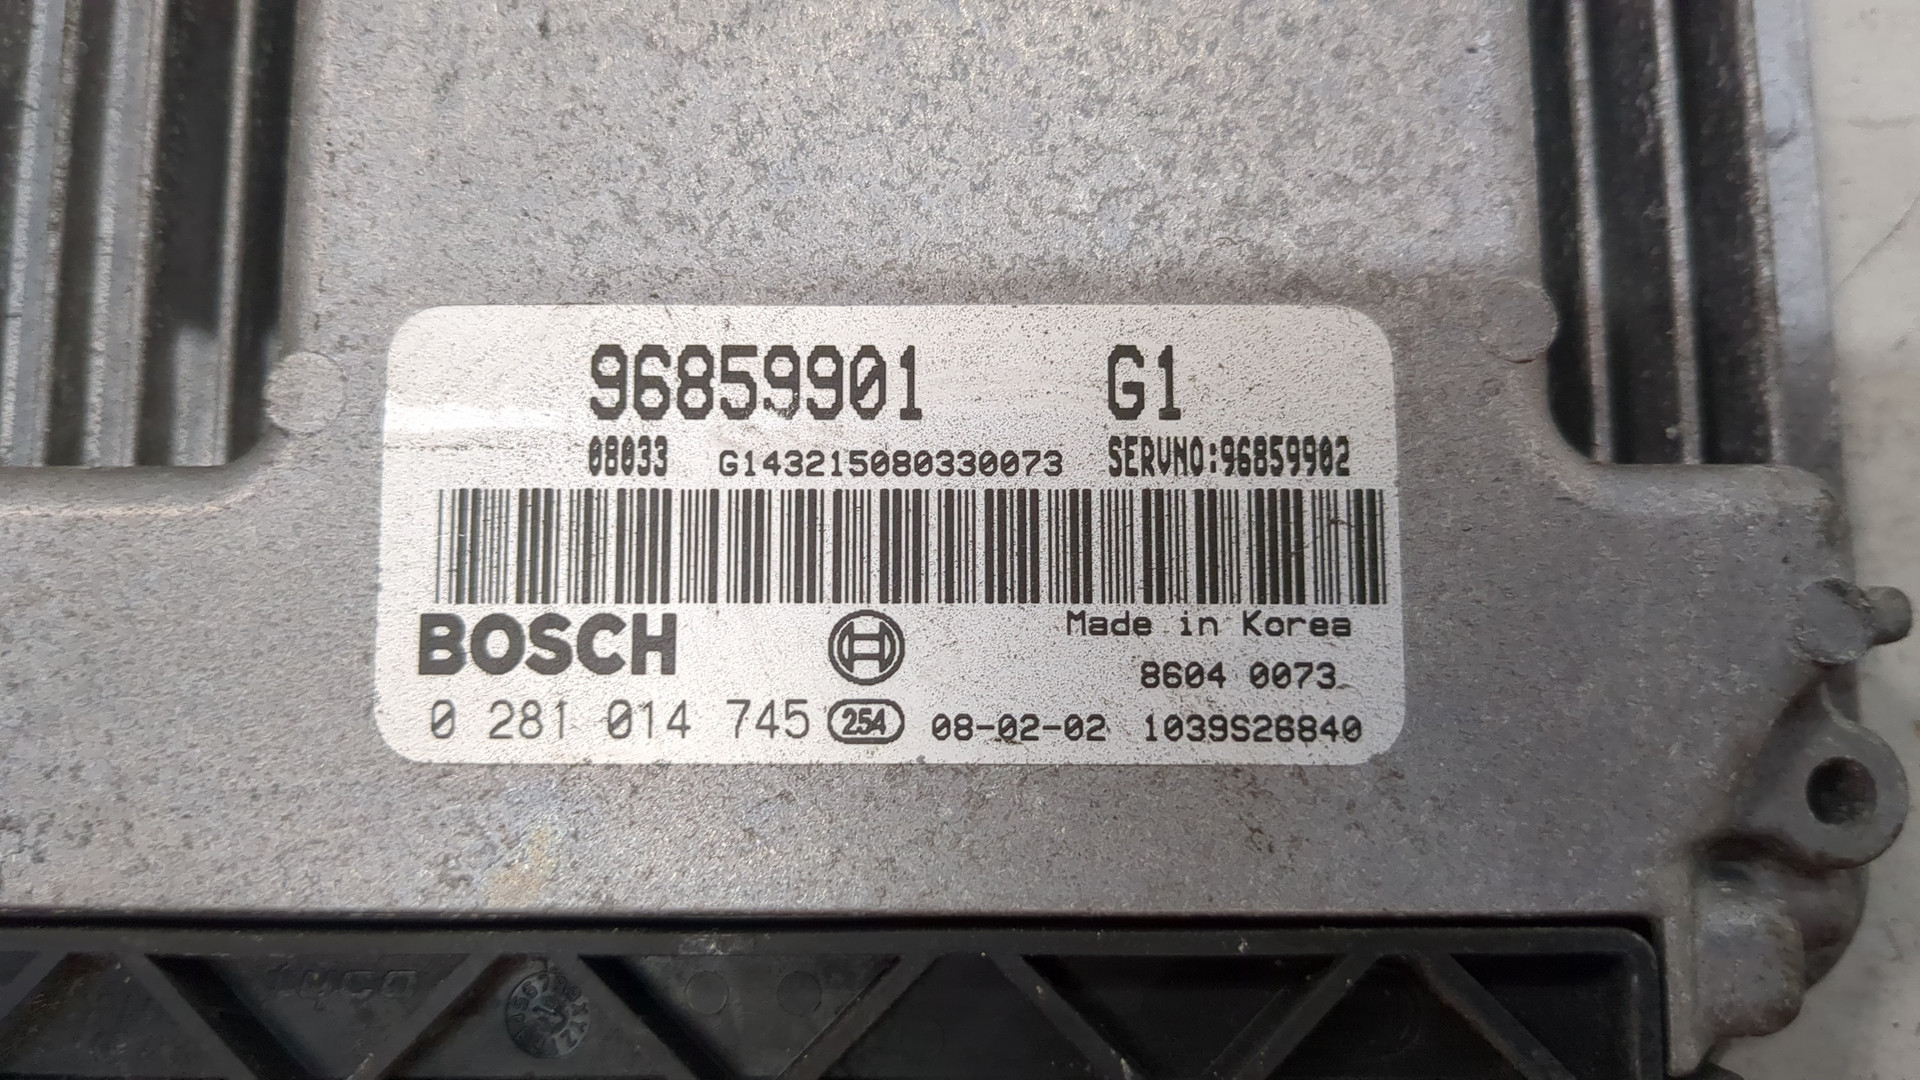 96859901 G1
08033 G143215080330073 SERVNO:96859902
BOSCH Made in Korea
8604 0073
0 281 014 745 254 08-02-02 1039S26840
tyco